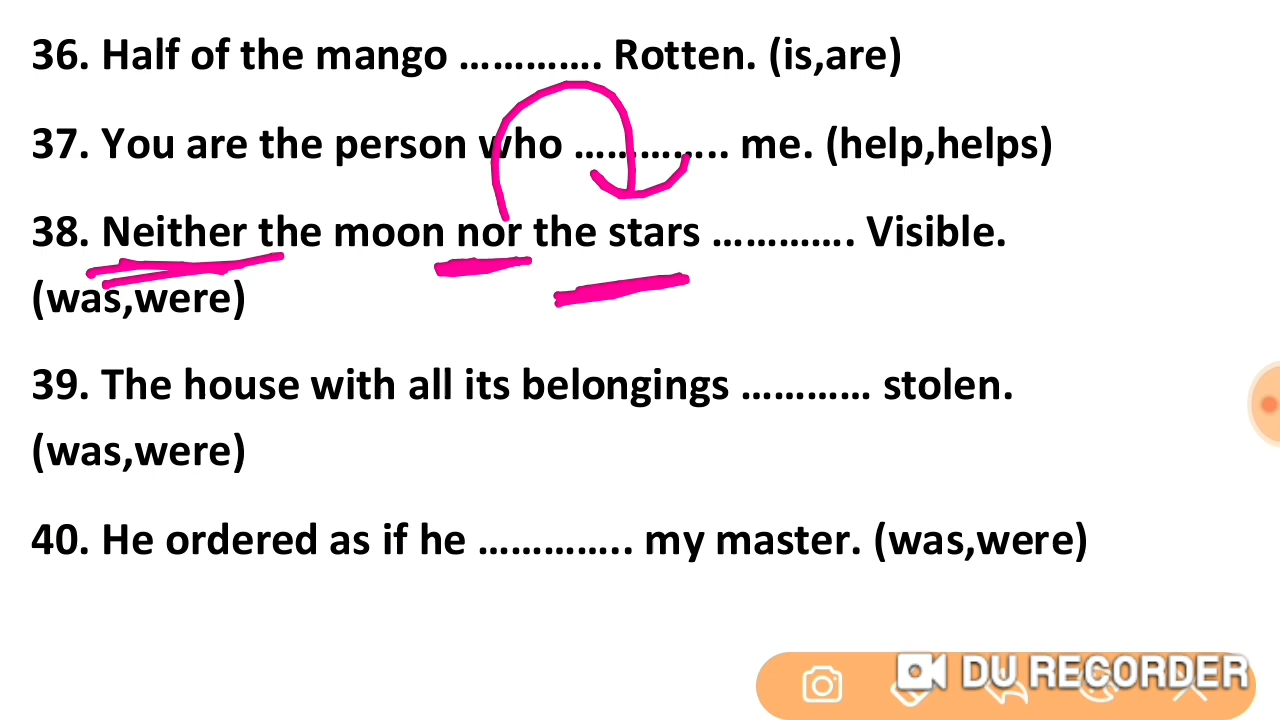 36. Half of the mango …………. Rotten. (is,are)
37. You are the person who ………….. me. (help,helps)
38. Neither the moon nor the stars …………. Visible.
(was,were)
39. The house with all its belongings ………… stolen.
(was,were)
40. He ordered as if he ………….. my master. (was,were)
DU RECORDER